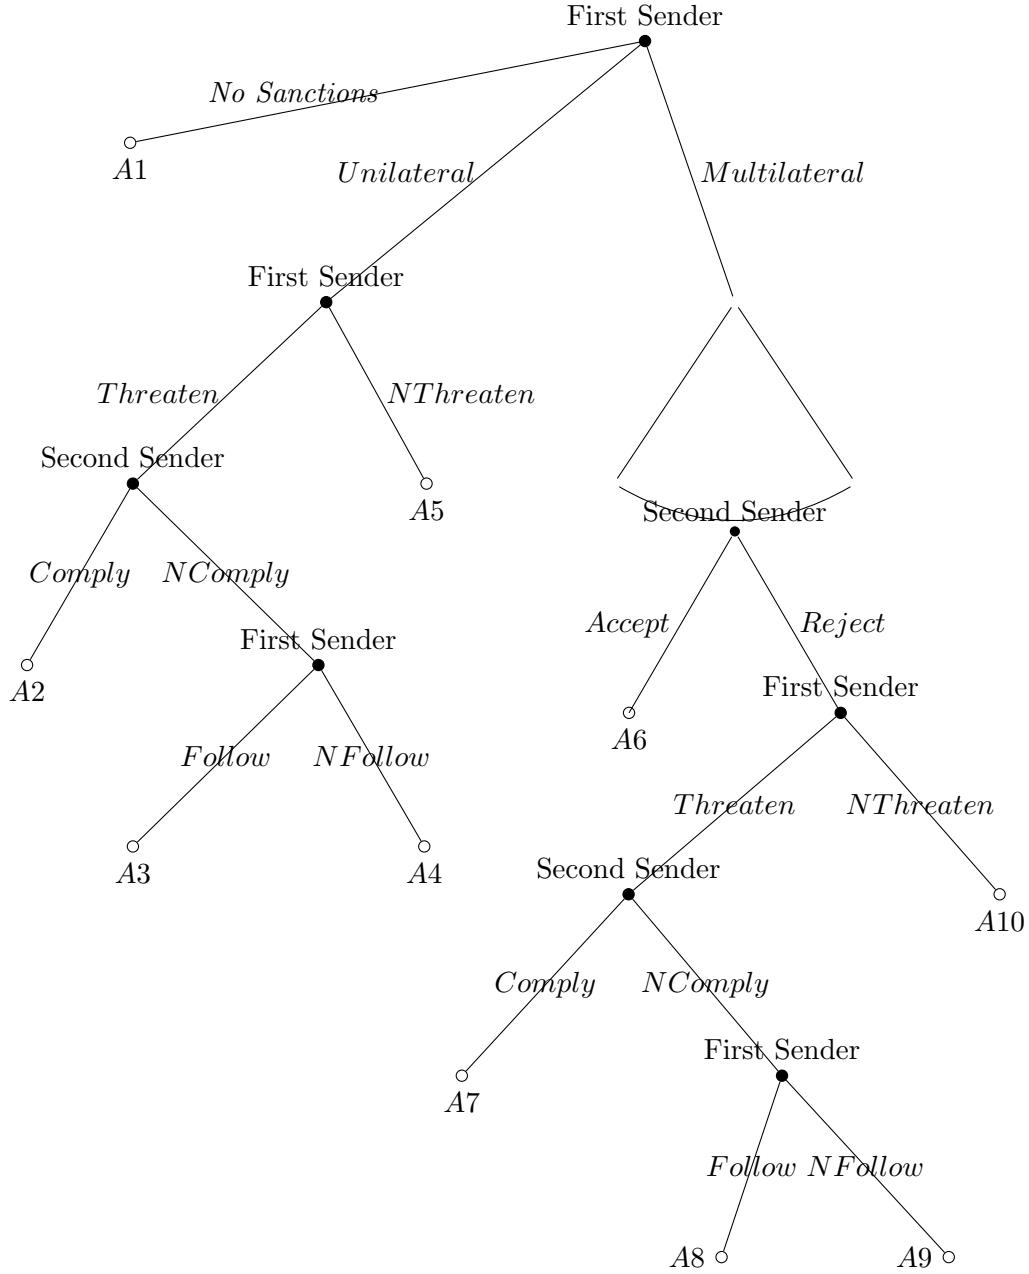 First Sender
No Sanctions
A1
Unilateral
Multilateral
First Sender
Threaten
NThreaten
Second Sender
A5
Second Sender
Comply
NComply
Accept
Reject
First Sender
A2
First Sender
A6
Follow
NFollow
Threaten
NThreaten
A3
A4
Second Sender
A10
Comply
NComply
First Sender
A7
Follow
NFollow
A8
A9